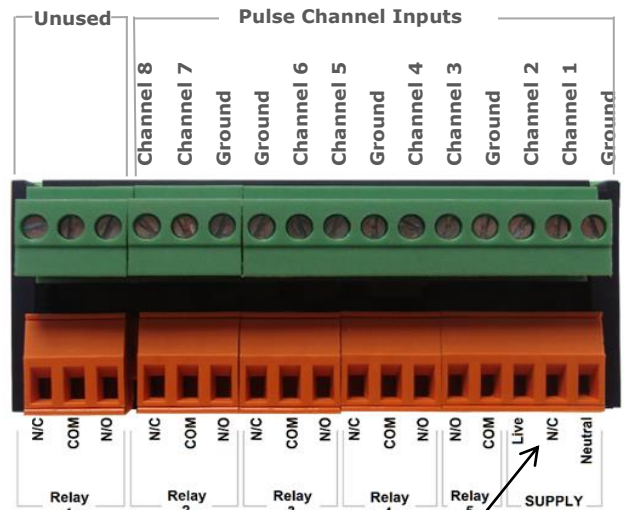 Unused
Pulse Channel Inputs
Channel 8
Channel 7
Ground
Ground
Channel 6
Channel 5
Ground
Channel 4
Channel 3
Ground
Channel 2
Channel 1
Ground
N/C
COM
N/O
N/C
COM
N/O
N/C
COM
N/O
N/C
COM
N/O
N/O
COM
Live
N/C
Neutral
Relay
Relay
Relay
Relay
Relay
SUPPLY